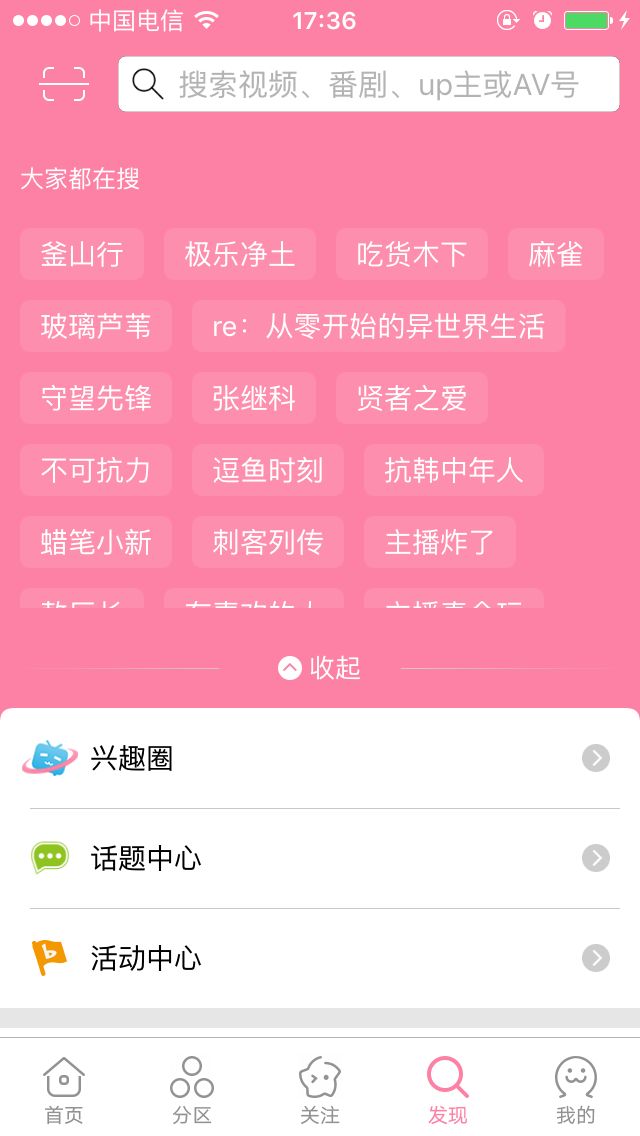 中国电信 17:36
搜索视频、番剧、up主或AV号
大家都在搜
釜山行 极乐净土 吃货木下 麻雀
玻璃芦苇 re：从零开始的异世界生活
守望先锋 张继科 贤者之爱
不可抗力 逗鱼时刻 抗韩中年人
蜡笔小新 刺客列传 主播炸了
收起
兴趣圈
话题中心
活动中心
首页 分区 关注 发现 我的